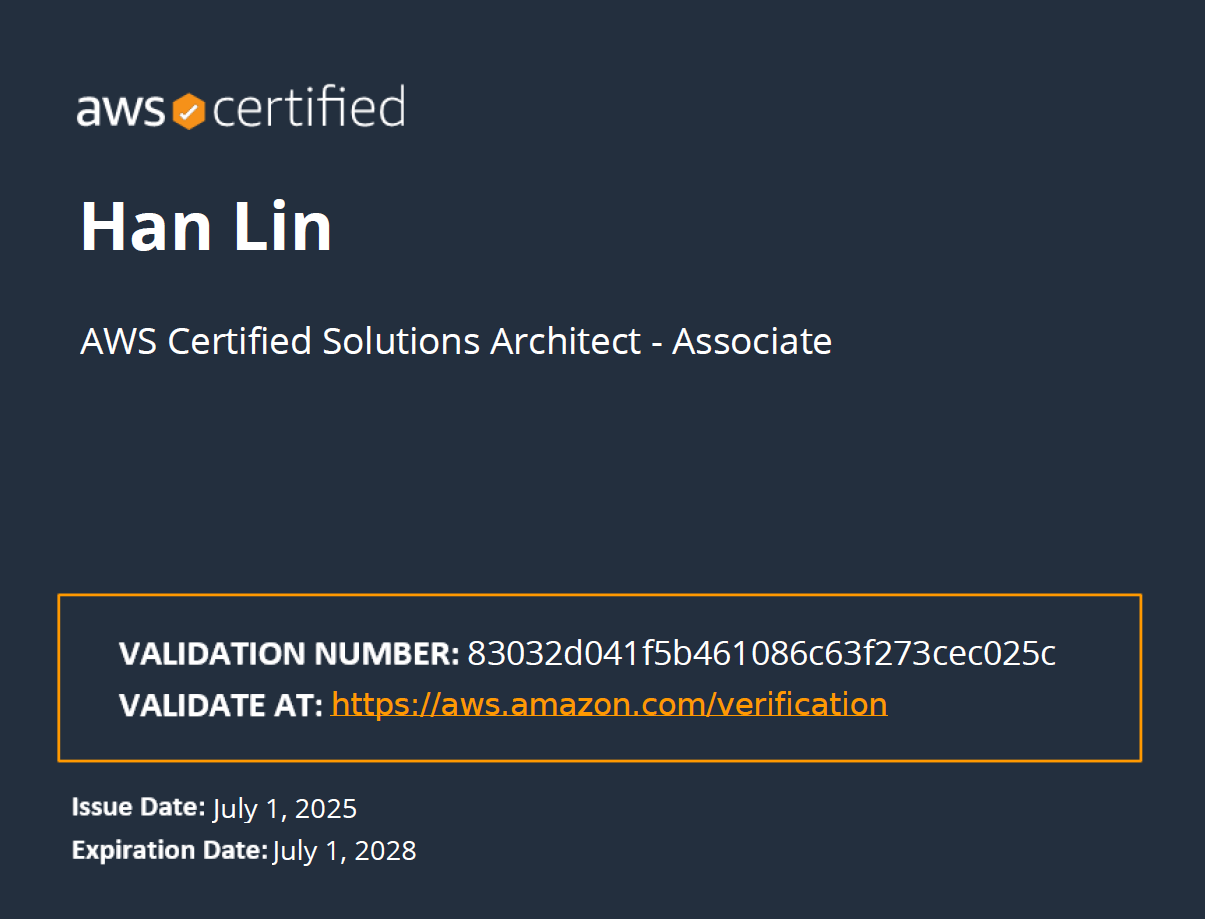 aws certified
Han Lin
AWS Certified Solutions Architect - Associate
VALIDATION NUMBER: 83032d041f5b461086c63f273cec025c
VALIDATE AT: https://aws.amazon.com/verification
Issue Date: July 1, 2025
Expiration Date: July 1, 2028